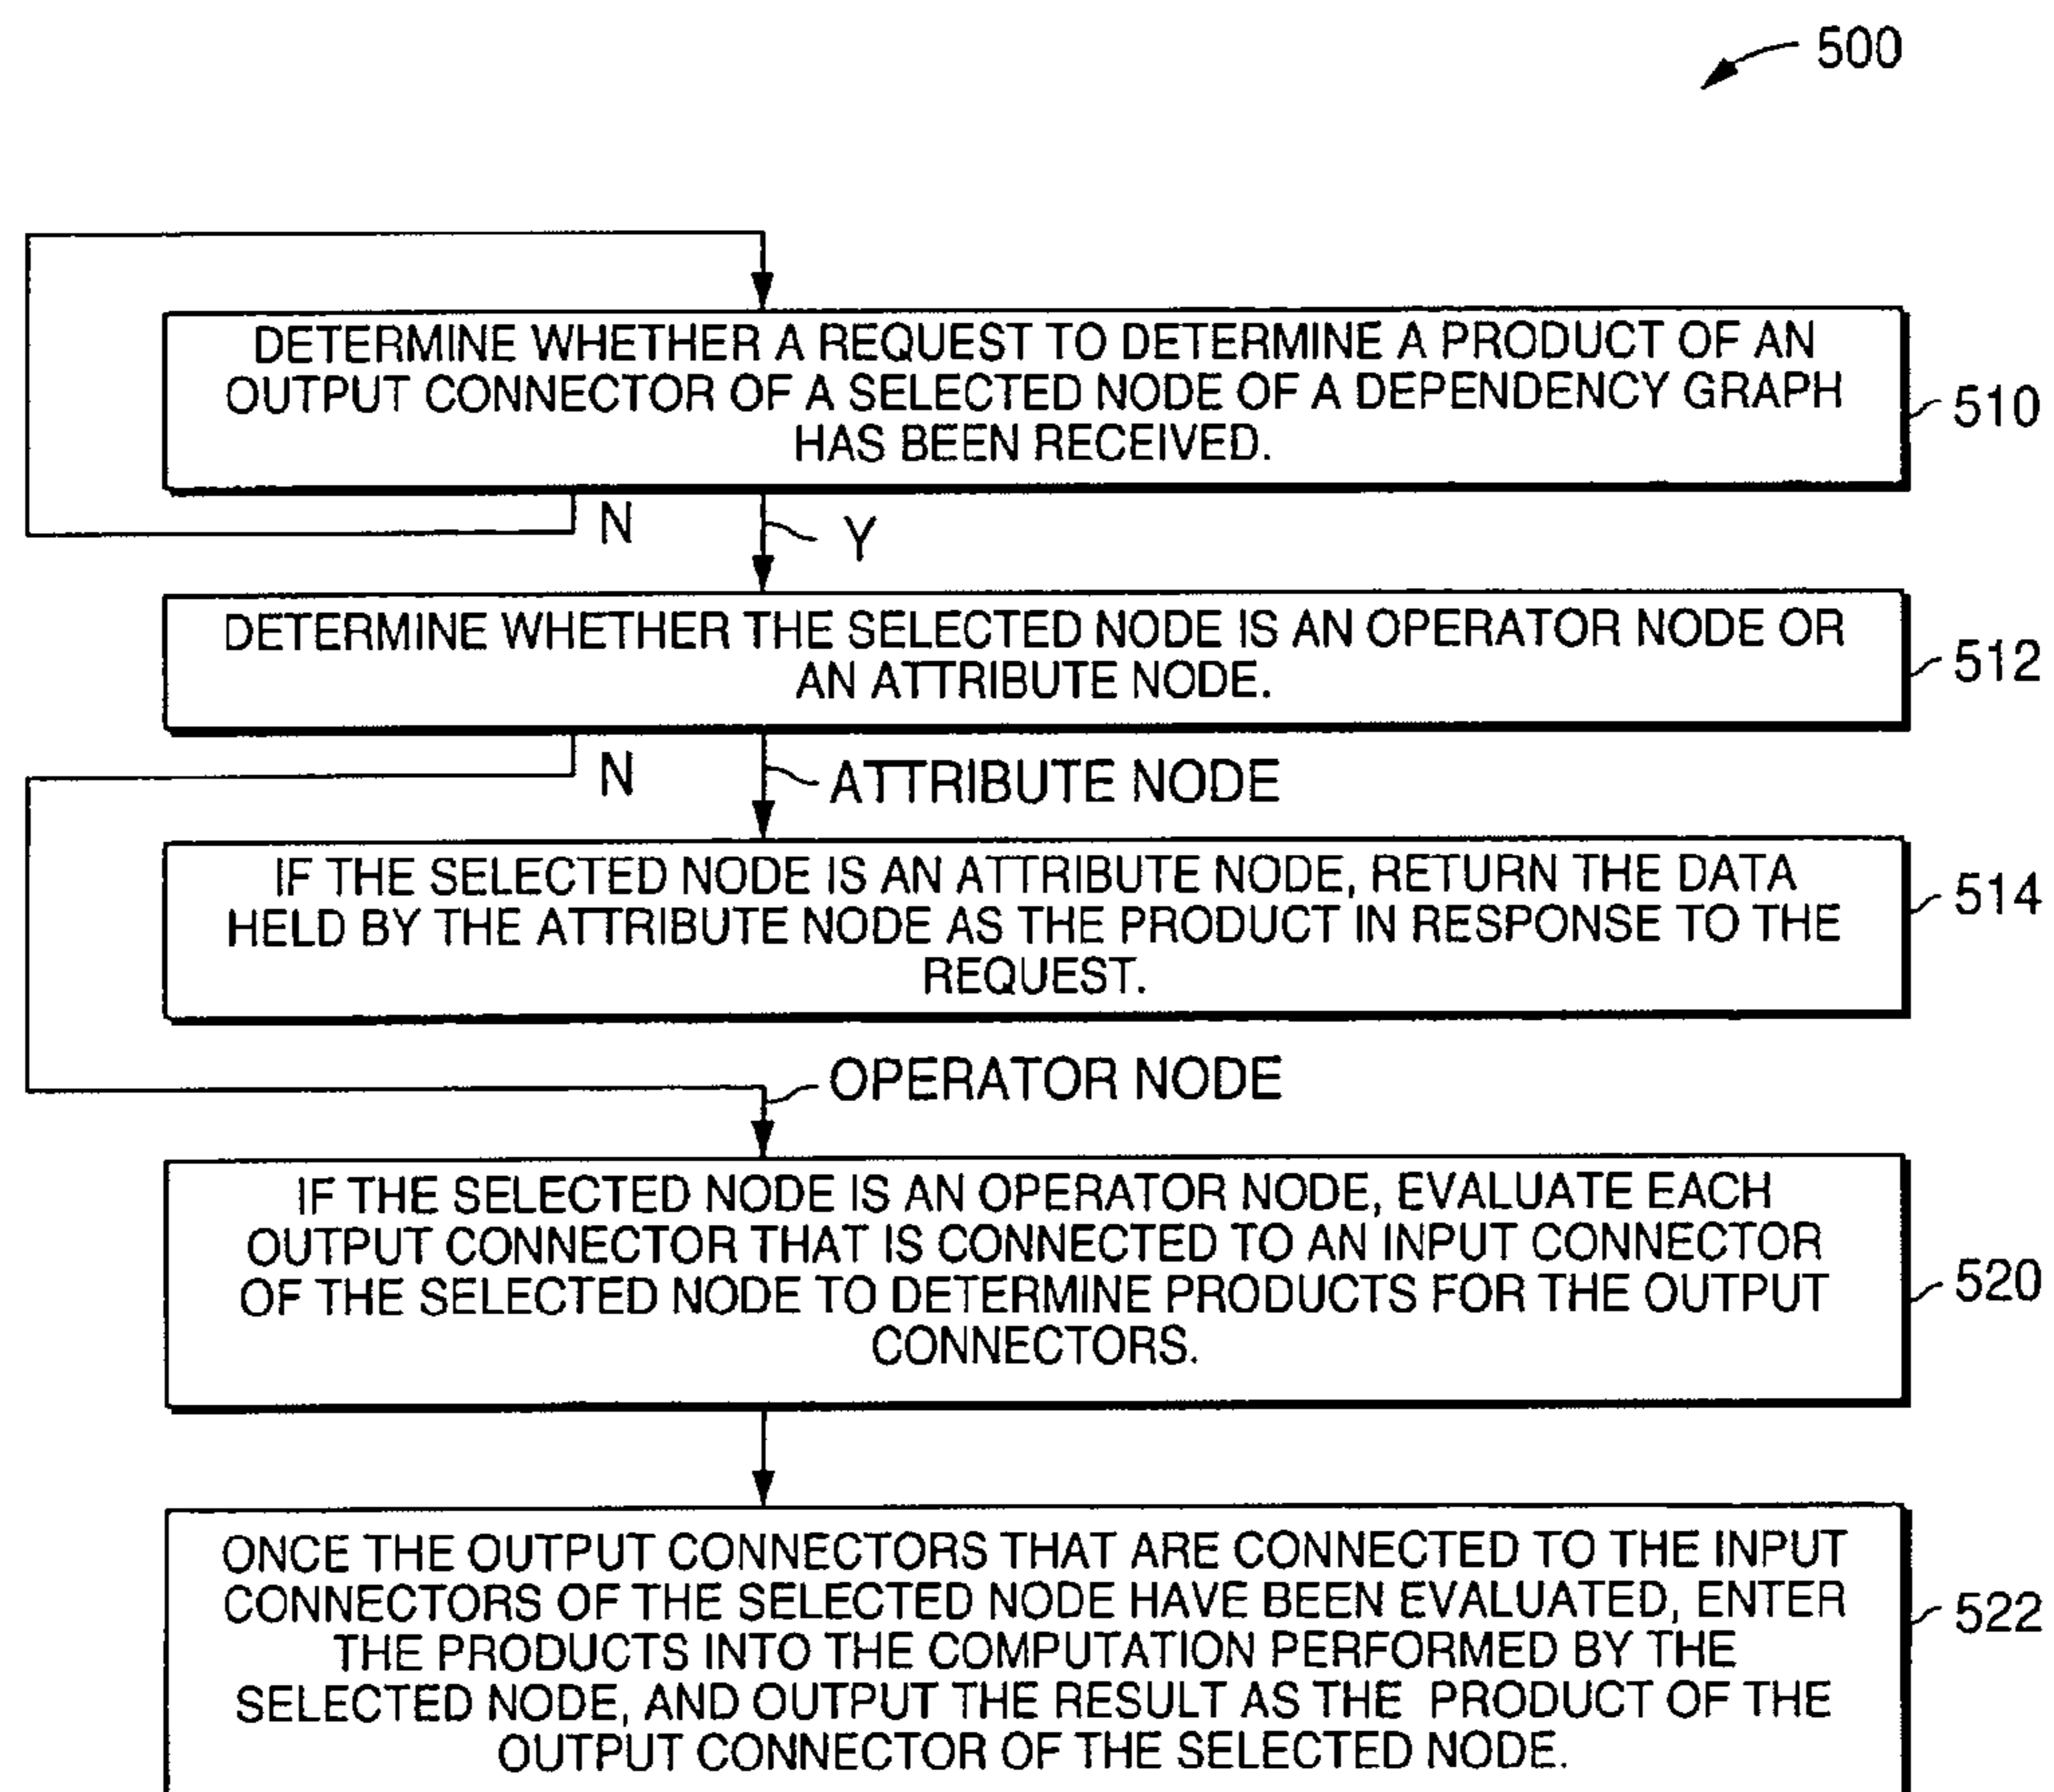 500
DETERMINE WHETHER A REQUEST TO DETERMINE A PRODUCT OF AN
OUTPUT CONNECTOR OF A SELECTED NODE OF A DEPENDENCY GRAPH
HAS BEEN RECEIVED.
510
N
Y
DETERMINE WHETHER THE SELECTED NODE IS AN OPERATOR NODE OR
AN ATTRIBUTE NODE.
512
N
ATTRIBUTE NODE
IF THE SELECTED NODE IS AN ATTRIBUTE NODE, RETURN THE DATA
HELD BY THE ATTRIBUTE NODE AS THE PRODUCT IN RESPONSE TO THE
REQUEST.
514
OPERATOR NODE
IF THE SELECTED NODE IS AN OPERATOR NODE, EVALUATE EACH
OUTPUT CONNECTOR THAT IS CONNECTED TO AN INPUT CONNECTOR
OF THE SELECTED NODE TO DETERMINE PRODUCTS FOR THE OUTPUT
CONNECTORS.
520
ONCE THE OUTPUT CONNECTORS THAT ARE CONNECTED TO THE INPUT
CONNECTORS OF THE SELECTED NODE HAVE BEEN EVALUATED, ENTER
THE PRODUCTS INTO THE COMPUTATION PERFORMED BY THE
SELECTED NODE, AND OUTPUT THE RESULT AS THE PRODUCT OF THE
OUTPUT CONNECTOR OF THE SELECTED NODE.
522